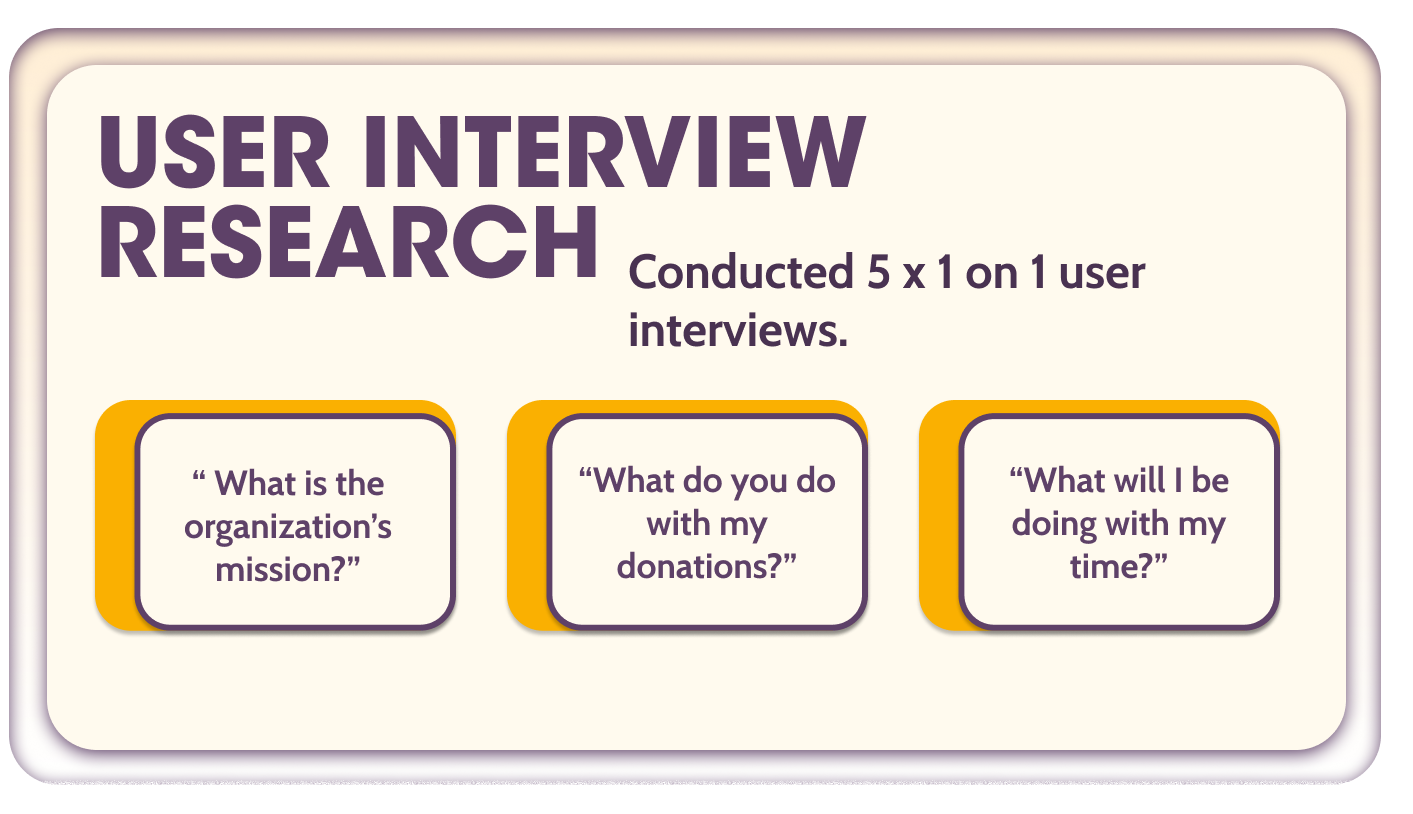 USER INTERVIEW
RESEARCH
Conducted 5 x 1 on 1 user
interviews.
“ What is the
organization’s
mission?”
“What do you do
with my
donations?”
“What will I be
doing with my
time?”